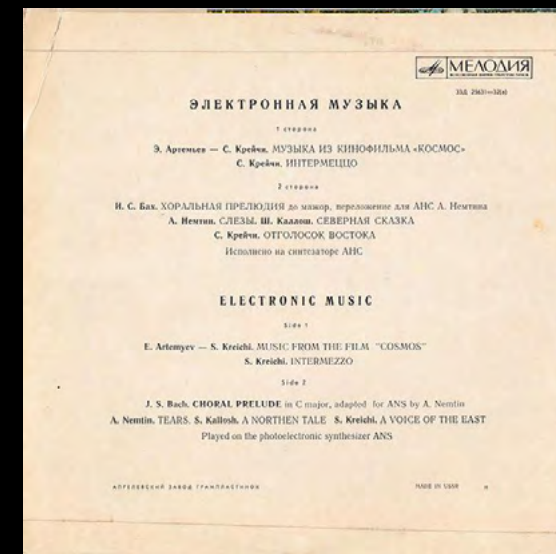 МЕЛОДИЯ
33Д 25631—32(а)
ЭЛЕКТРОННАЯ МУЗЫКА
1 сторона
Э. Артемьев — С. Крейчи. МУЗЫКА ИЗ КИНОФИЛЬМА «КОСМОС»
С. Крейчи. ИНТЕРМЕЦЦО
2 сторона
И. С. Бах. ХОРАЛЬНАЯ ПРЕЛЮДИЯ до мажор, переложение для АНС А. Немтина
А. Немтин. СЛЕЗЫ. Ш. Каллош. СЕВЕРНАЯ СКАЗКА
С. Крейчи. ОТГОЛОСОК ВОСТОКА
Исполнено на синтезаторе АНС
ELECTRONIC MUSIC
Side 1
E. Artemyev — S. Kreichi. MUSIC FROM THE FILM "COSMOS"
S. Kreichi. INTERMEZZO
Side 2
J. S. Bach. CHORAL PRELUDE in C major, adapted for ANS by A. Nemtin
A. Nemtin. TEARS. S. Kallosh. A NORTHEN TALE S. Kreichi. A VOICE OF THE EAST
Played on the photoelectronic synthesizer ANS
АПРЕЛЕВСКИЙ ЗАВОД ГРАМПЛАСТИНОК
MADE IN USSR